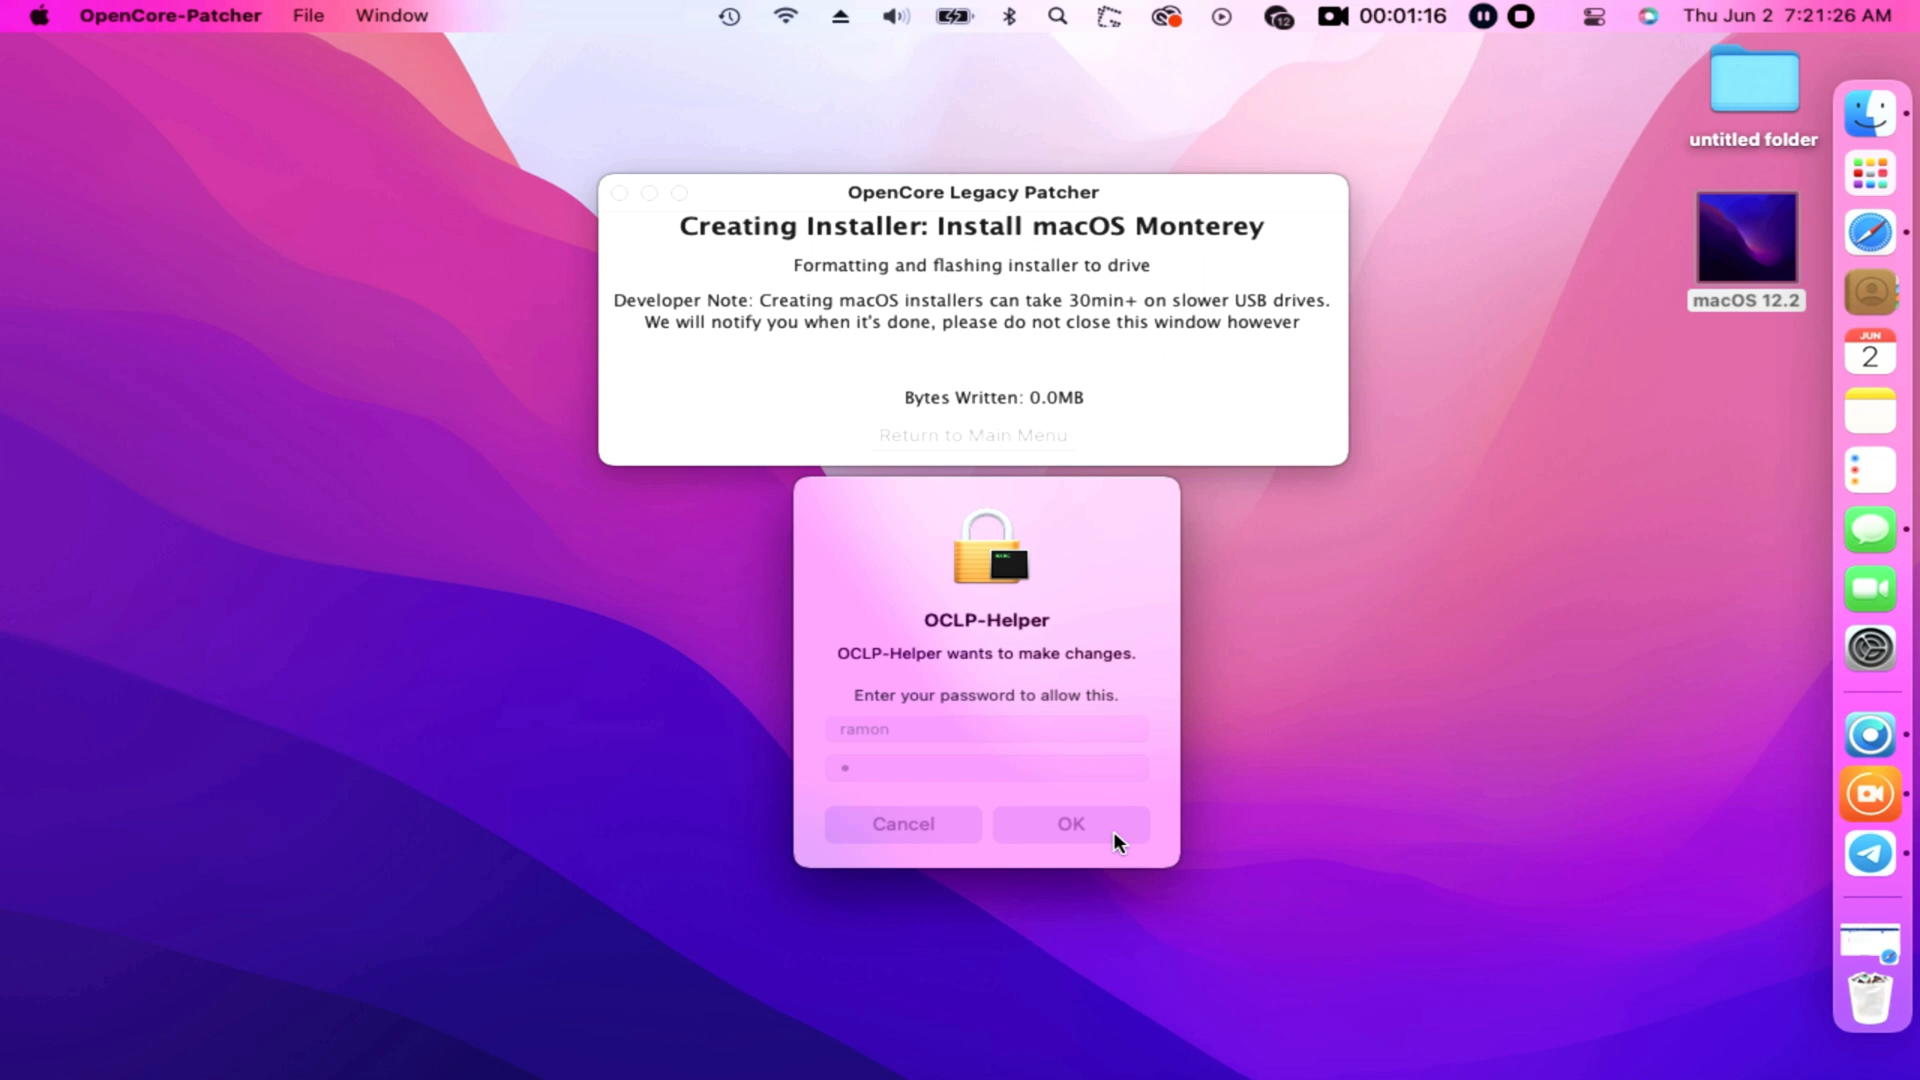 OpenCore-Patcher File Window 12 00:01:16 Thu Jun 2 7:21:26 AM
untitled folder
macOS 12.2
OpenCore Legacy Patcher
Creating Installer: Install macOS Monterey
Formatting and flashing installer to drive
Developer Note: Creating macOS installers can take 30min+ on slower USB drives.
We will notify you when it's done, please do not close this window however
Bytes Written: 0.0MB
Return to Main Menu
OCLP-Helper
OCLP-Helper wants to make changes.
Enter your password to allow this.
ramon
Cancel OK
JUN
2